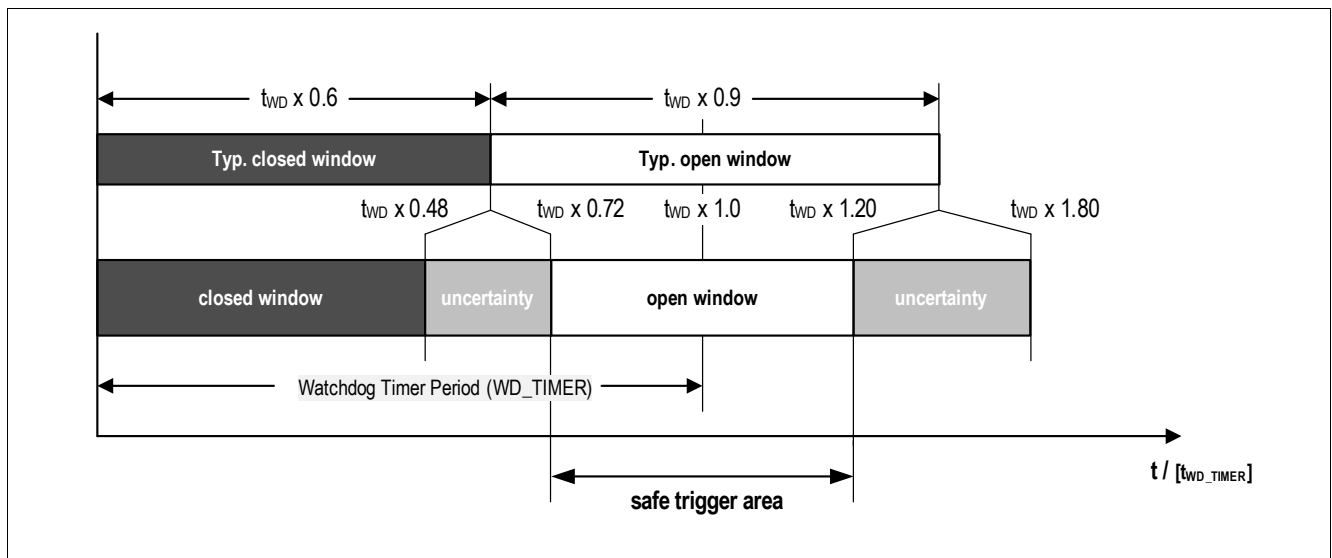 tWD x 0.6
tWD x 0.9
Typ. closed window
Typ. open window
tWD x 0.48
tWD x 0.72
tWD x 1.0
tWD x 1.20
tWD x 1.80
closed window
uncertainty
open window
uncertainty
Watchdog Timer Period (WD_TIMER)
t / [tWD_TIMER]
safe trigger area